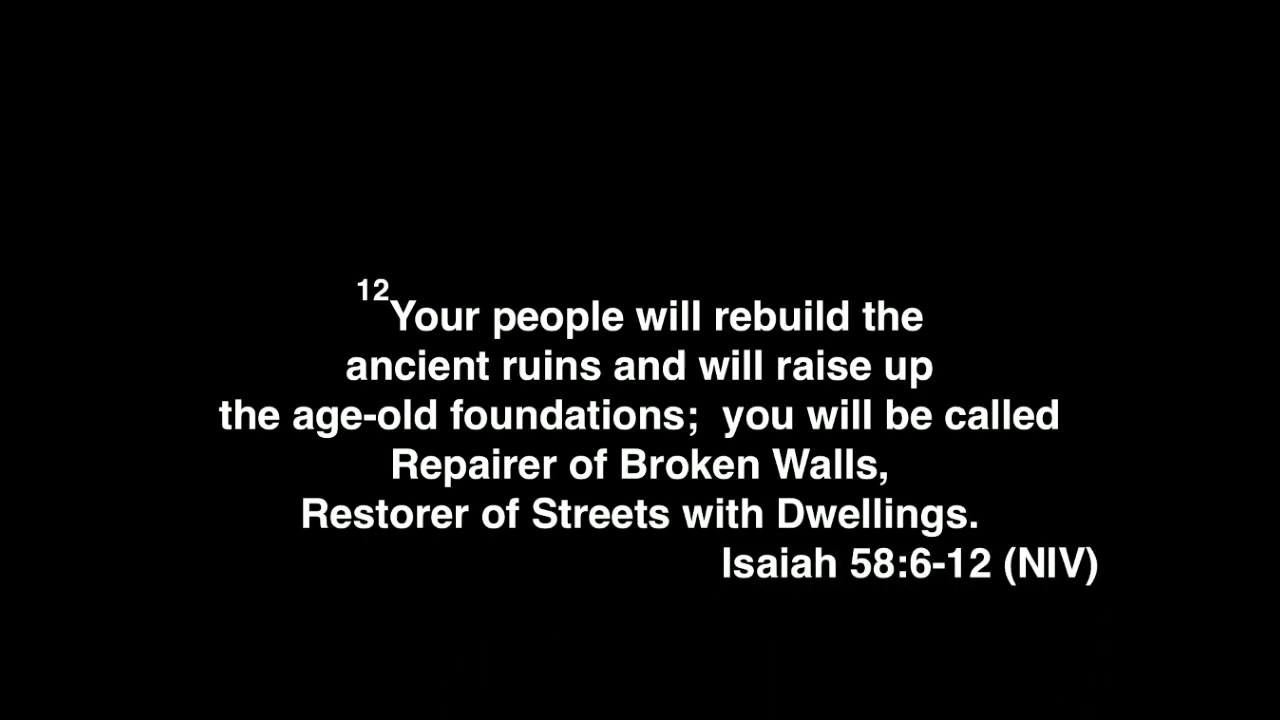 12Your people will rebuild the
ancient ruins and will raise up
the age-old foundations;  you will be called
Repairer of Broken Walls,
Restorer of Streets with Dwellings.
Isaiah 58:6-12 (NIV)